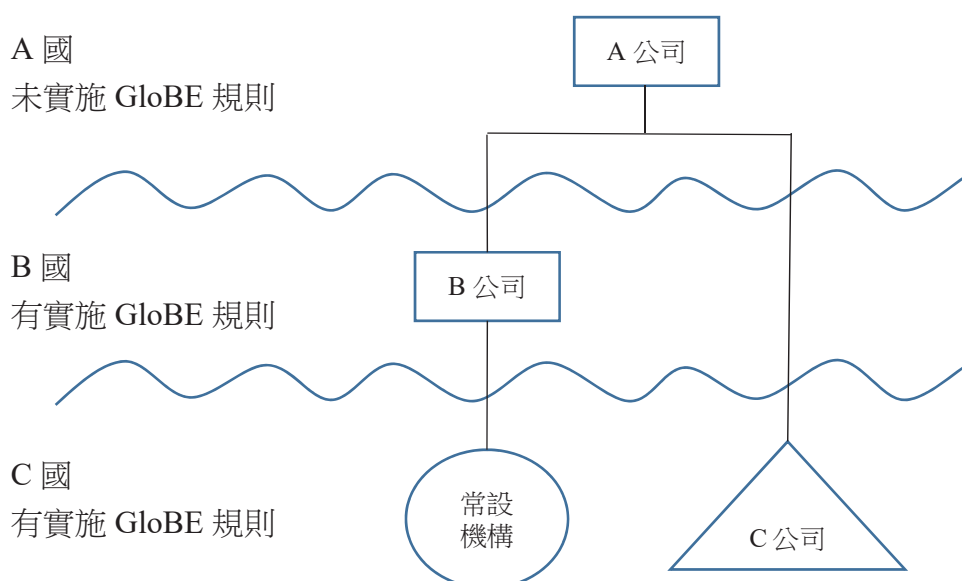 A 國
未實施 GloBE 規則
A 公司
B 國
有實施 GloBE 規則
B 公司
C 國
有實施 GloBE 規則
常設
機構
C 公司